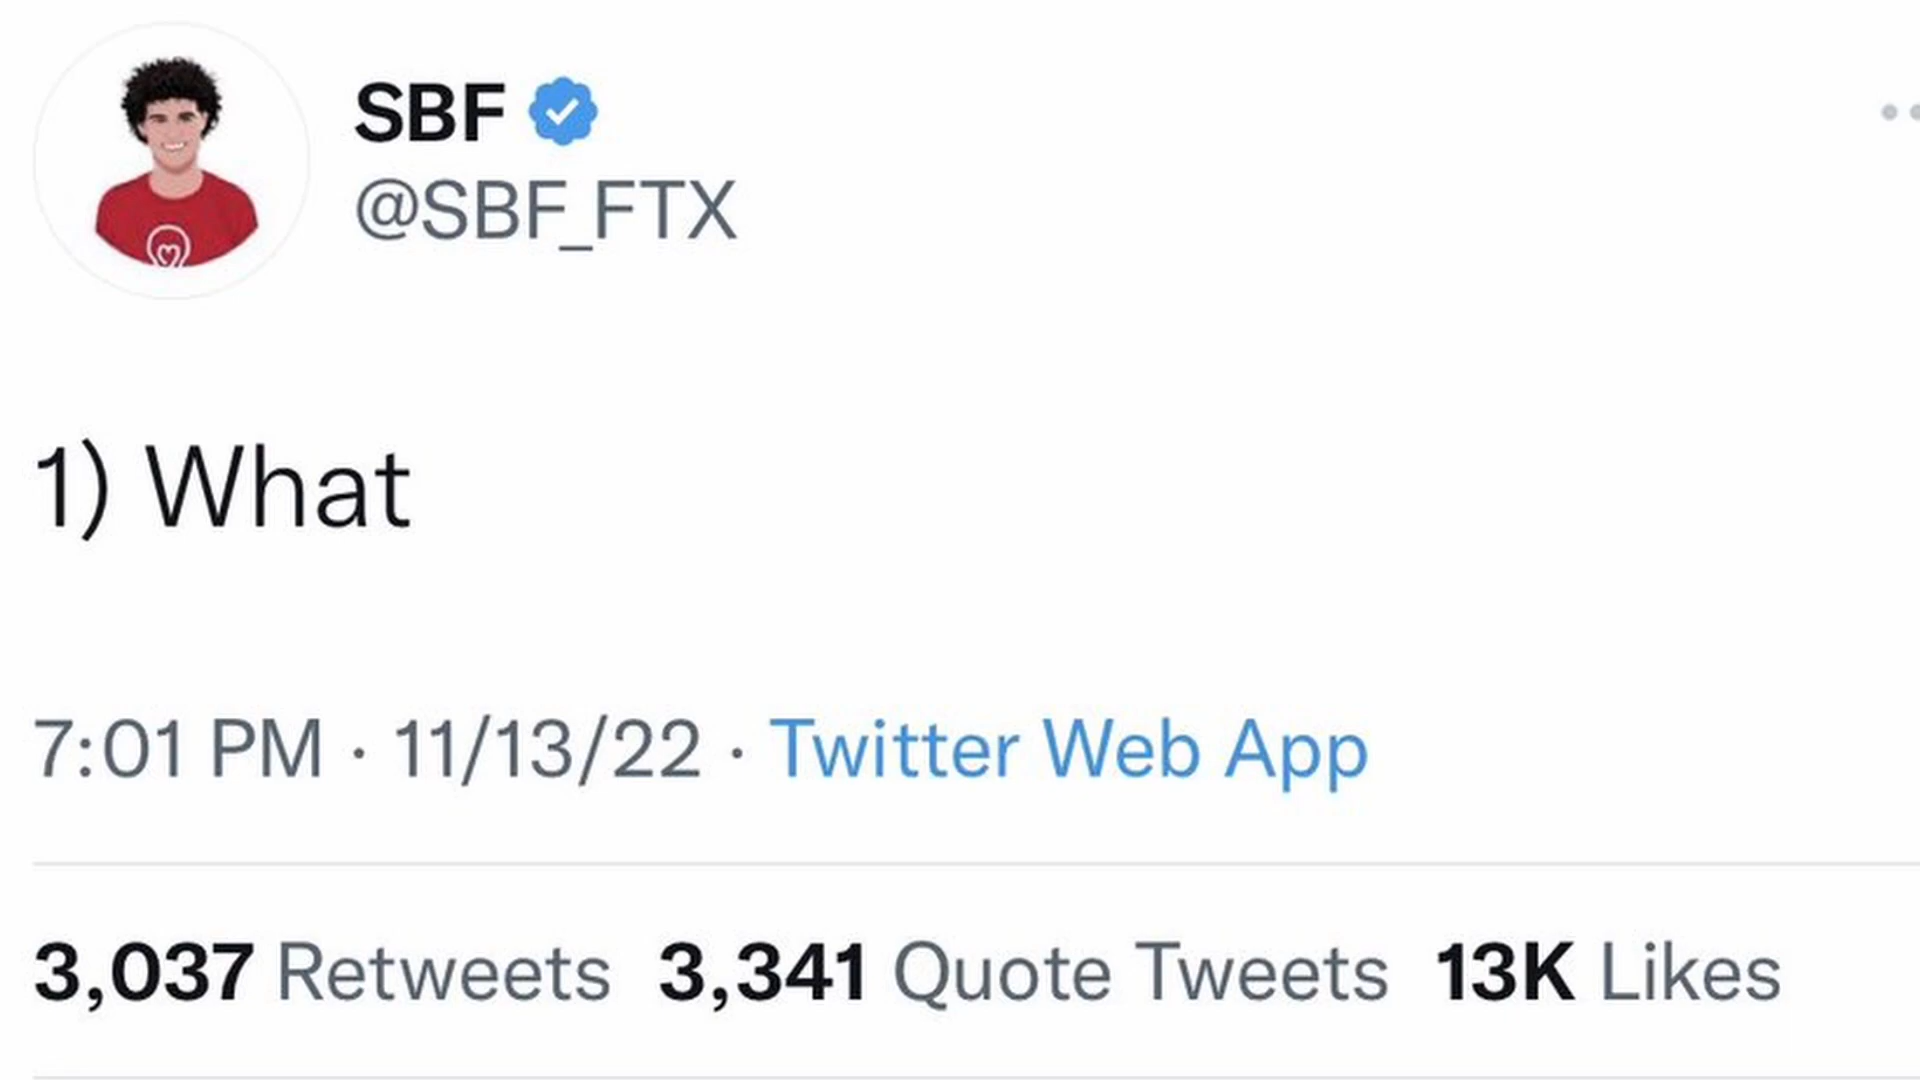 SBF
@SBF_FTX
1) What
7:01 PM · 11/13/22 · Twitter Web App
3,037 Retweets 3,341 Quote Tweets 13K Likes